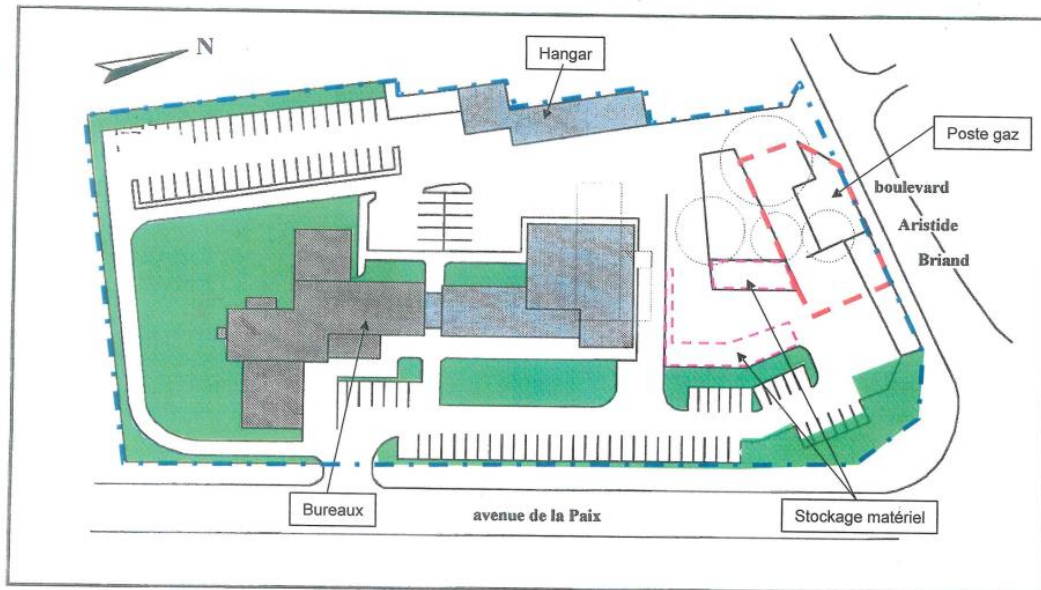 N
Hangar
Poste gaz
boulevard
Aristide
Briand
Bureaux
avenue de la Paix
Stockage matériel